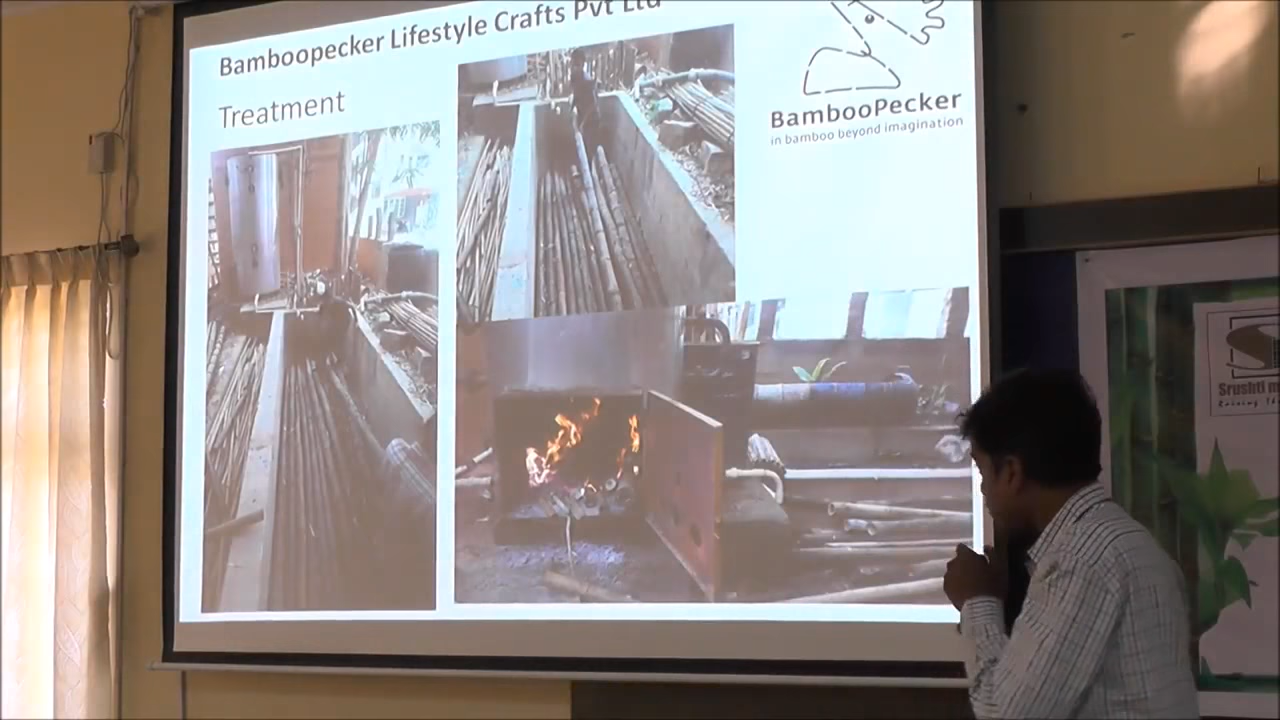 Bamboopecker Lifestyle Crafts Pvt Ltd
Treatment
BambooPecker
in bamboo beyond imagination
Srushti